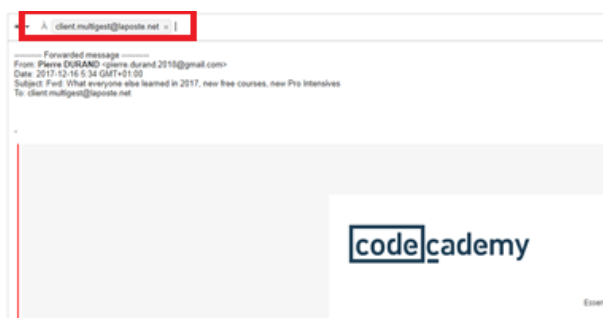 À client.multigest@laposte.net
---------- Forwarded message ----------
From: Pierre DURAND <pierre.durand.2018@gmail.com>
Date: 2017-12-16 5:34 GMT+01:00
Subject: Fwd: What everyone else learned in 2017, new free courses, new Pro Intensives
To: client.multigest@laposte.net
codecademy